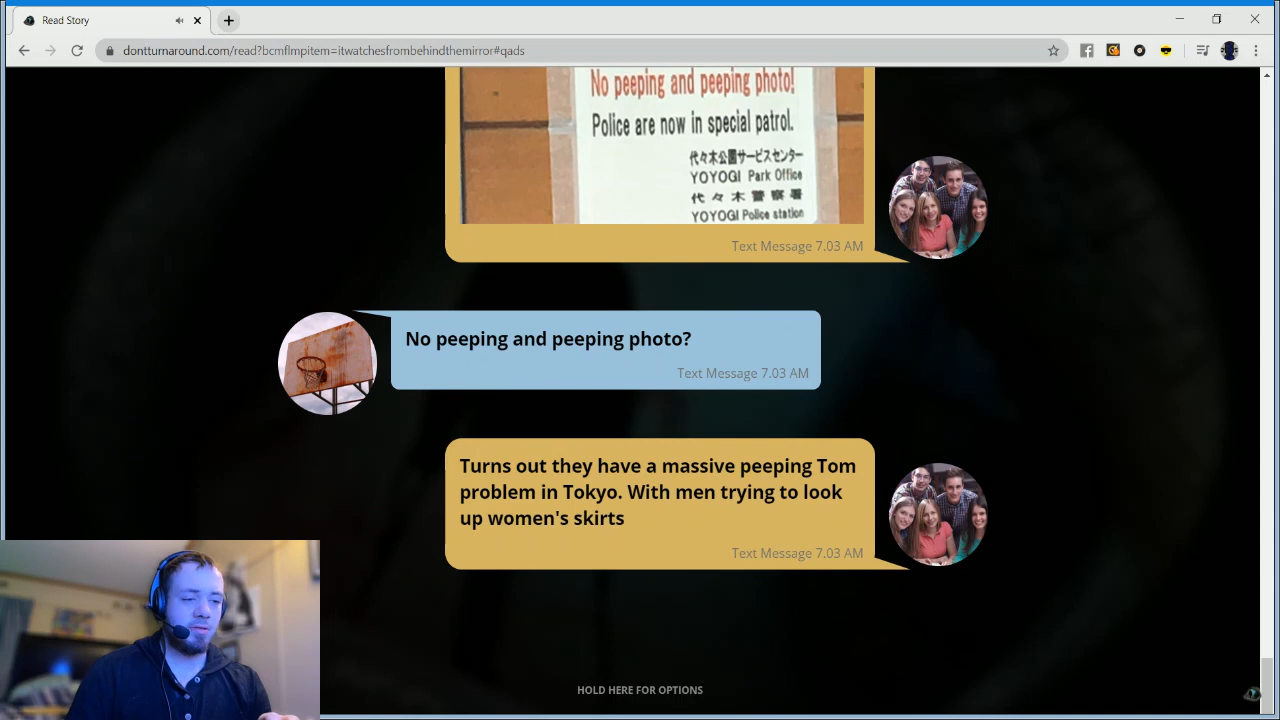 Read Story
dontturnaround.com/read?bcmflmpitem=itwatchesfrombehindthemirror#qads
No peeping and peeping photo!
Police are now in special patrol.
代々木公園サービスセンター
YOYOGI Park Office
代々木警察署
YOYOGI Police station
Text Message 7.03 AM
No peeping and peeping photo?
Text Message 7.03 AM
Turns out they have a massive peeping Tom
problem in Tokyo. With men trying to look
up women's skirts
Text Message 7.03 AM
HOLD HERE FOR OPTIONS